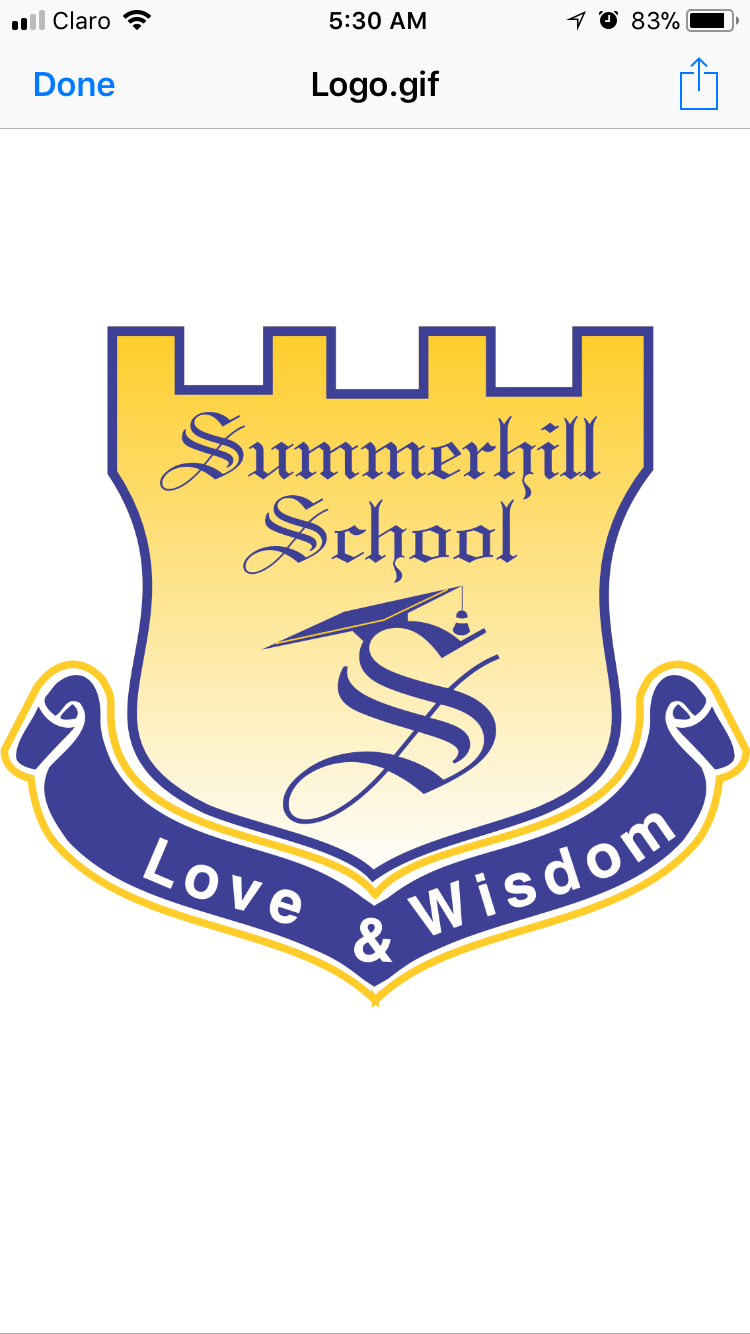 Claro 5:30 AM 83%
Done Logo.gif
Summerhill
School
S
Love & Wisdom